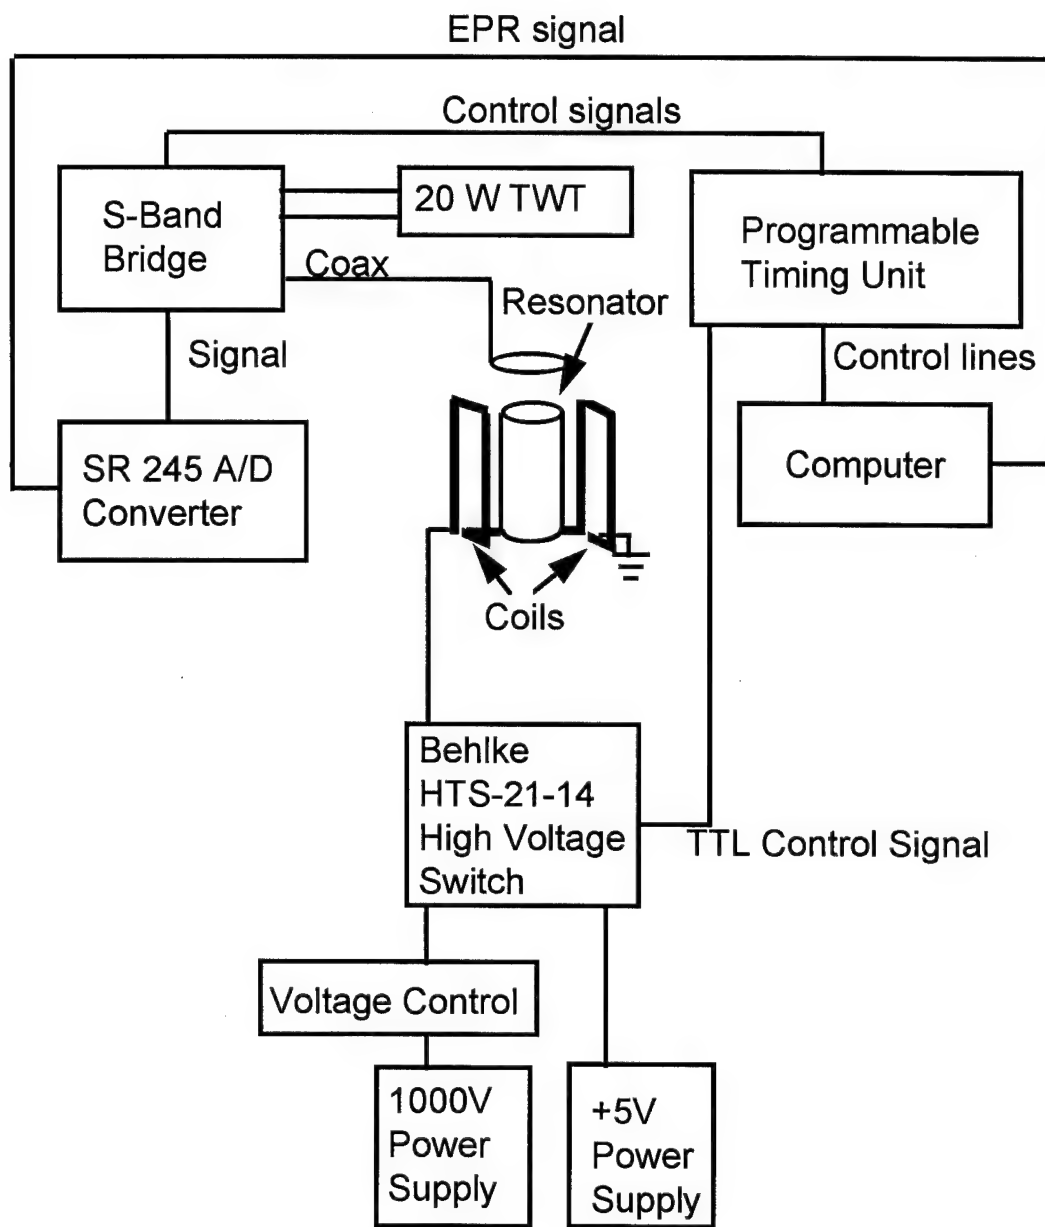 EPR signal
Control signals
S-Band
Bridge
20 W TWT
Programmable
Timing Unit
Coax
Resonator
Signal
Control lines
SR 245 A/D
Converter
Computer
Coils
Behlke
HTS-21-14
High Voltage
Switch
TTL Control Signal
Voltage Control
1000V
Power
Supply
+5V
Power
Supply